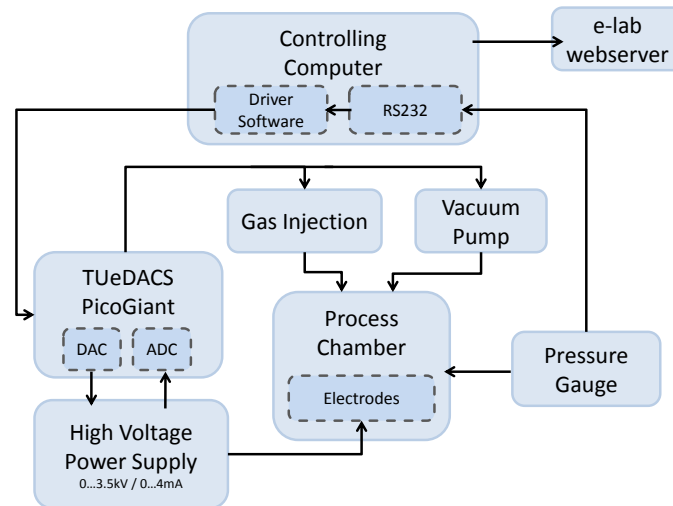 Controlling
Computer
e-lab
webserver
Driver
Software
RS232
Gas Injection
Vacuum
Pump
TUeDACS
PicoGiant
DAC
ADC
Process
Chamber
Electrodes
Pressure
Gauge
High Voltage
Power Supply
0...3.5kV / 0...4mA